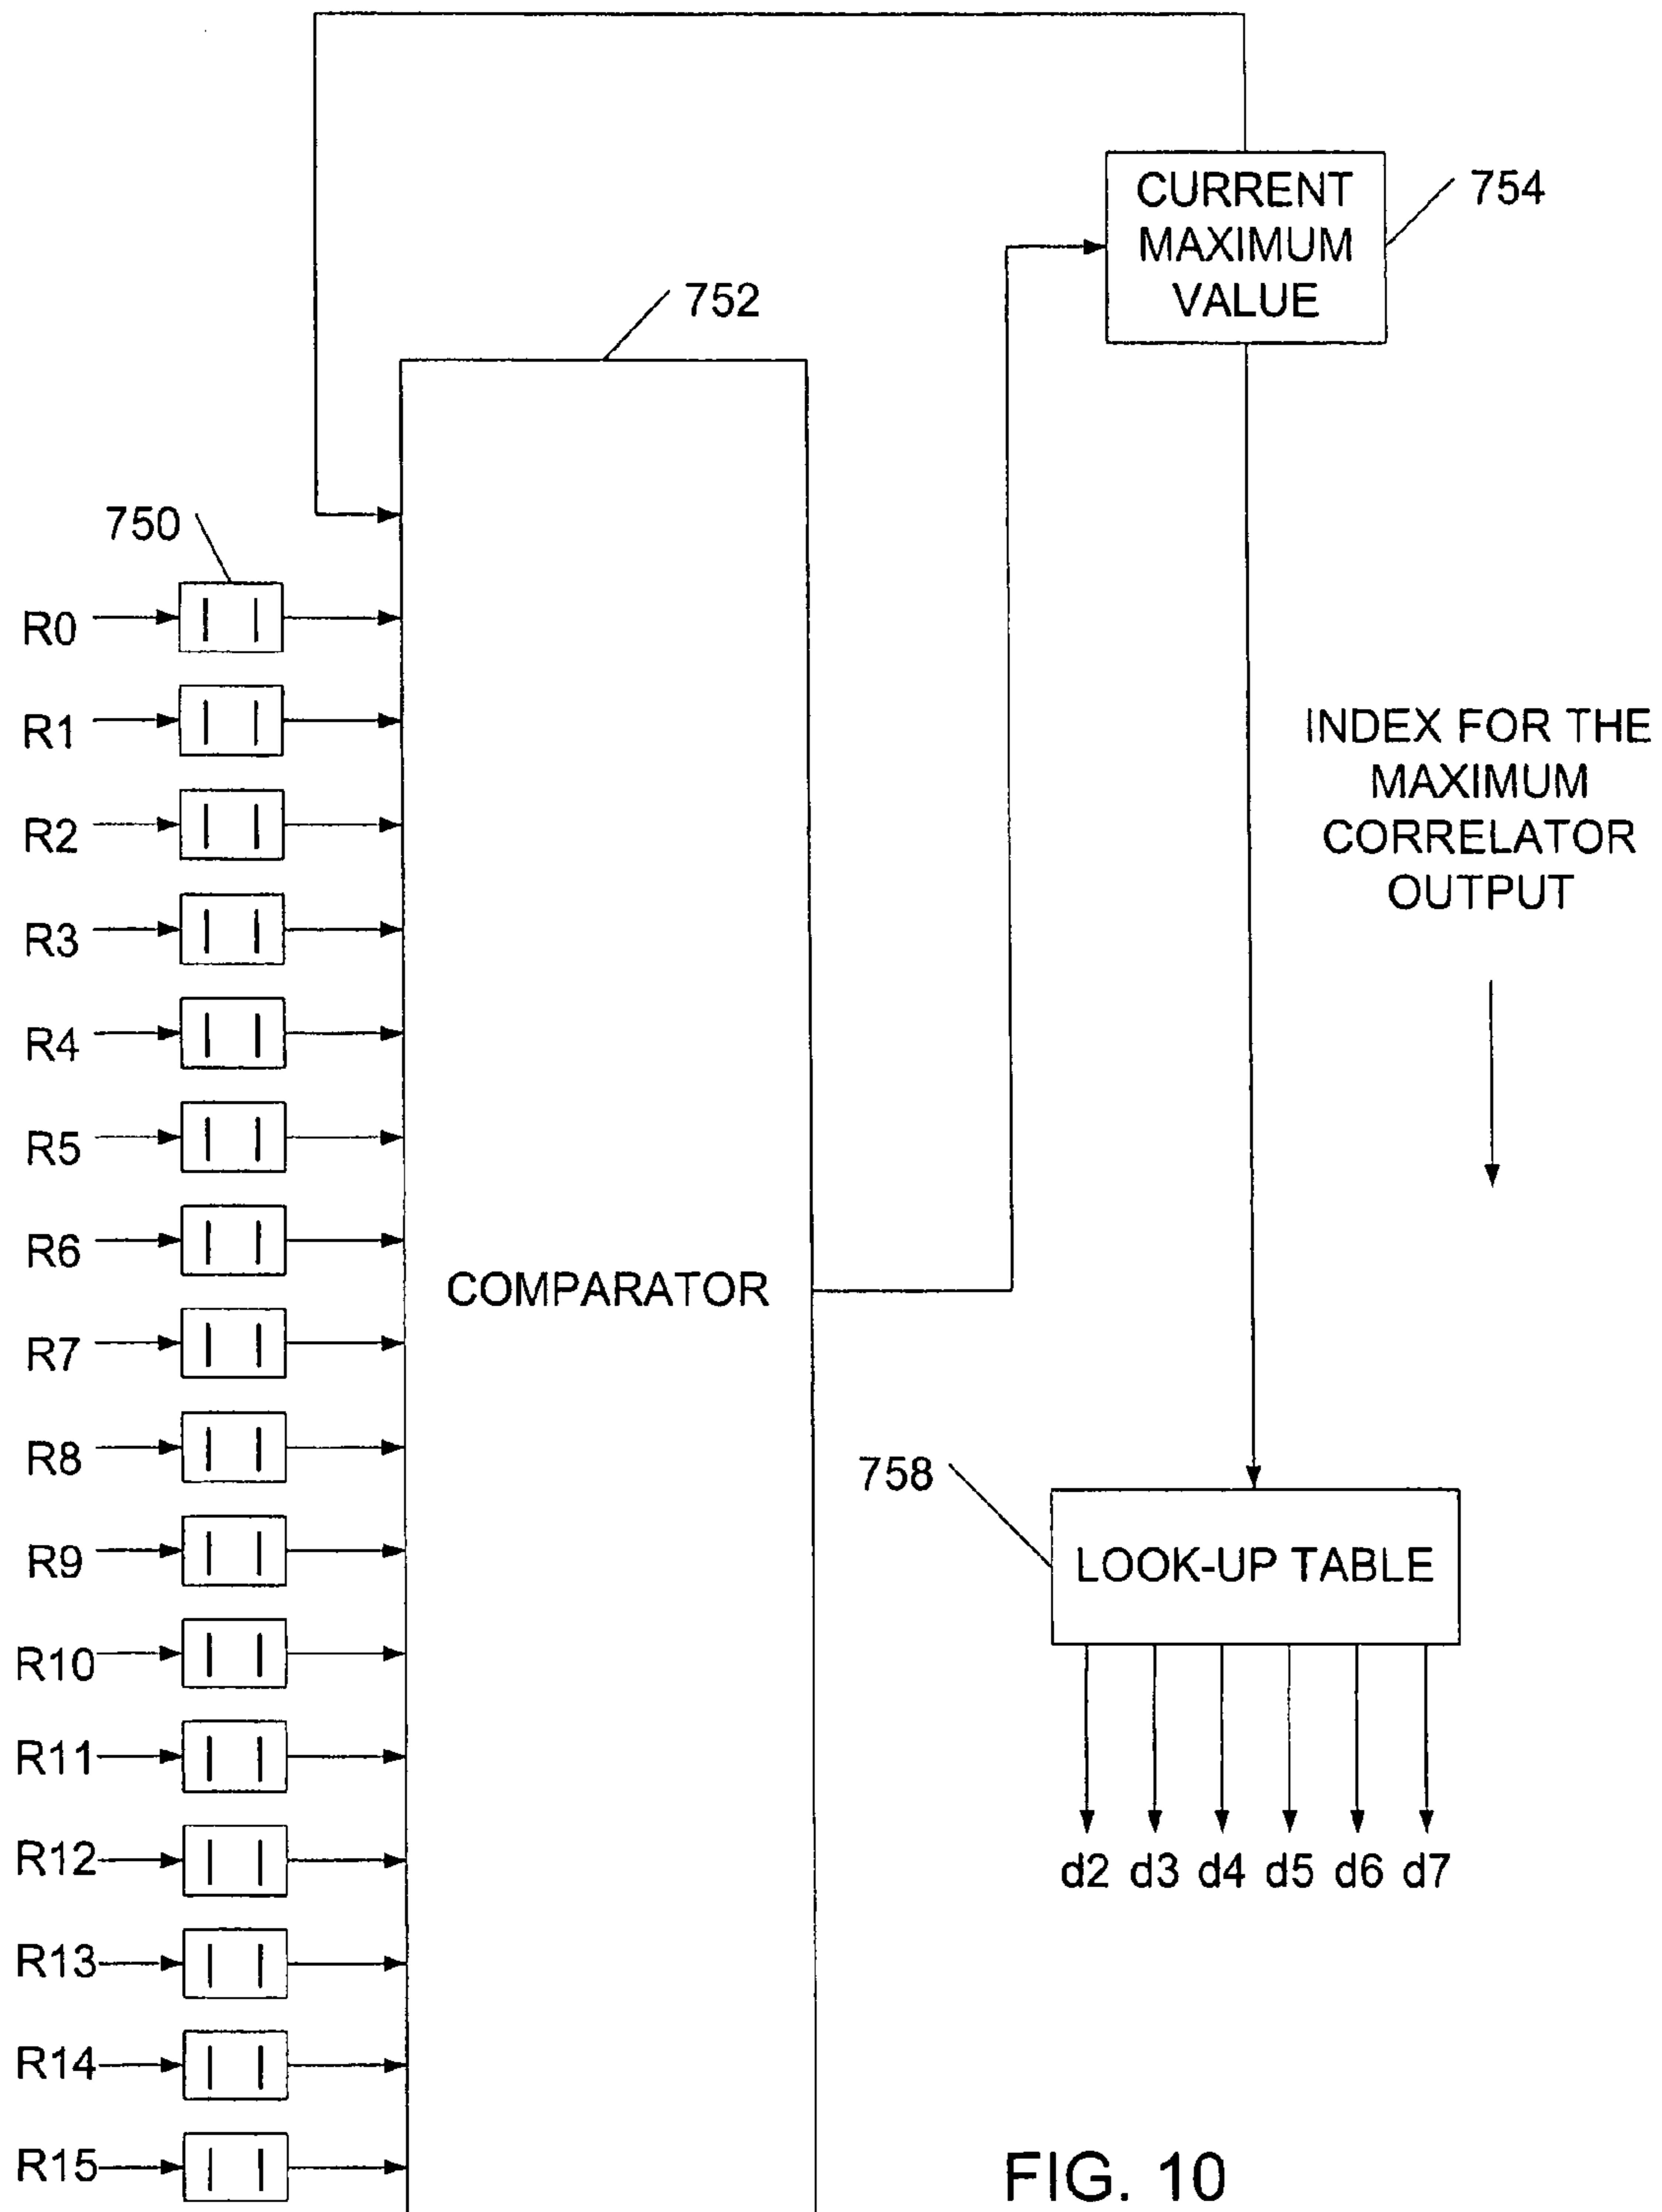 CURRENT
MAXIMUM
VALUE
754
752
750
R0
R1
R2
R3
R4
R5
R6
R7
R8
R9
R10
R11
R12
R13
R14
R15
COMPARATOR
INDEX FOR THE
MAXIMUM
CORRELATOR
OUTPUT
758
LOOK-UP TABLE
d2 d3 d4 d5 d6 d7
FIG. 10